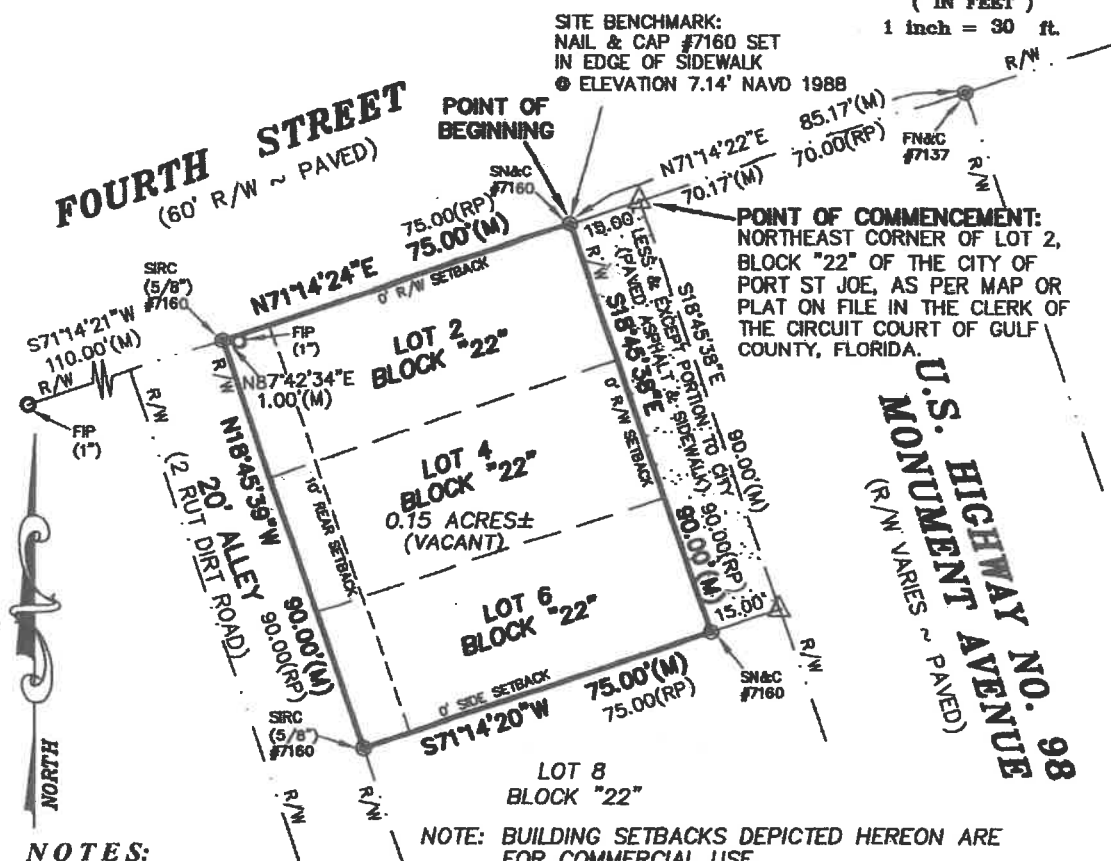 ( IN FEET )
1 inch = 30 ft.
SITE BENCHMARK:
NAIL & CAP #7160 SET
IN EDGE OF SIDEWALK
ELEVATION 7.14' NAVD 1988
R/W
FOURTH STREET
(60' R/W ~ PAVED)
POINT OF
BEGINNING
SN&C
#7160
N71°14'22"E
85.17'(M)
70.00(RP)
70.17'(M)
FN&C
#7137
R/W
75.00(RP)
75.00'(M)
N71°14'24"E
0' R/W SETBACK
15.00'
POINT OF COMMENCEMENT:
NORTHEAST CORNER OF LOT 2,
BLOCK "22" OF THE CITY OF
PORT ST JOE, AS PER MAP OR
PLAT ON FILE IN THE CLERK OF
THE CIRCUIT COURT OF GULF
COUNTY, FLORIDA.
SIRC
(5/8")
#7160
S71°14'21"W
110.00'(M)
R/W
FIP
(1")
FIP
(1")
N87°42'34"E
1.00'(M)
R/W
R/W
LOT 2
BLOCK "22"
R/W
S18°45'38"E
0' R/W SETBACK
90.00'(M)
LESS & EXCEPT PORTION TO CITY
(PAVED ASPHALT & SIDEWALK)
90.00(RP)
S18°45'38"E
90.00'(M)
U.S. HIGHWAY NO. 98
MONUMENT AVENUE
(R/W VARIES ~ PAVED)
N18°45'39"W
90.00'(M)
90.00(RP)
20' ALLEY
(2 RUT DIRT ROAD)
10' REAR SETBACK
LOT 4
BLOCK "22"
0.15 ACRES±
(VACANT)
LOT 6
BLOCK "22"
15.00'
R/W
SN&C
#7160
0' SIDE SETBACK
75.00'(M)
75.00(RP)
S71°14'20"W
SIRC
(5/8")
#7160
R/W
R/W
NORTH
LOT 8
BLOCK "22"
NOTES:
NOTE: BUILDING SETBACKS DEPICTED HEREON ARE
FOR COMMERCIAL USE